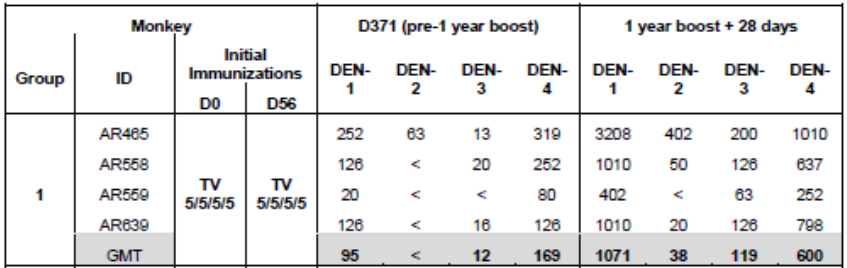 Monkey D371 (pre-1 year boost) 1 year boost + 28 days
Group ID Initial Immunizations DEN-1 DEN-2 DEN-3 DEN-4 DEN-1 DEN-2 DEN-3 DEN-4
D0 D56
1 TV 5/5/5/5 TV 5/5/5/5
AR465 252 63 13 319 3208 402 200 1010
AR558 126 < 20 252 1010 50 126 637
AR559 20 < < 80 402 < 63 252
AR639 126 < 16 126 1010 20 126 798
GMT 95 < 12 169 1071 38 119 600